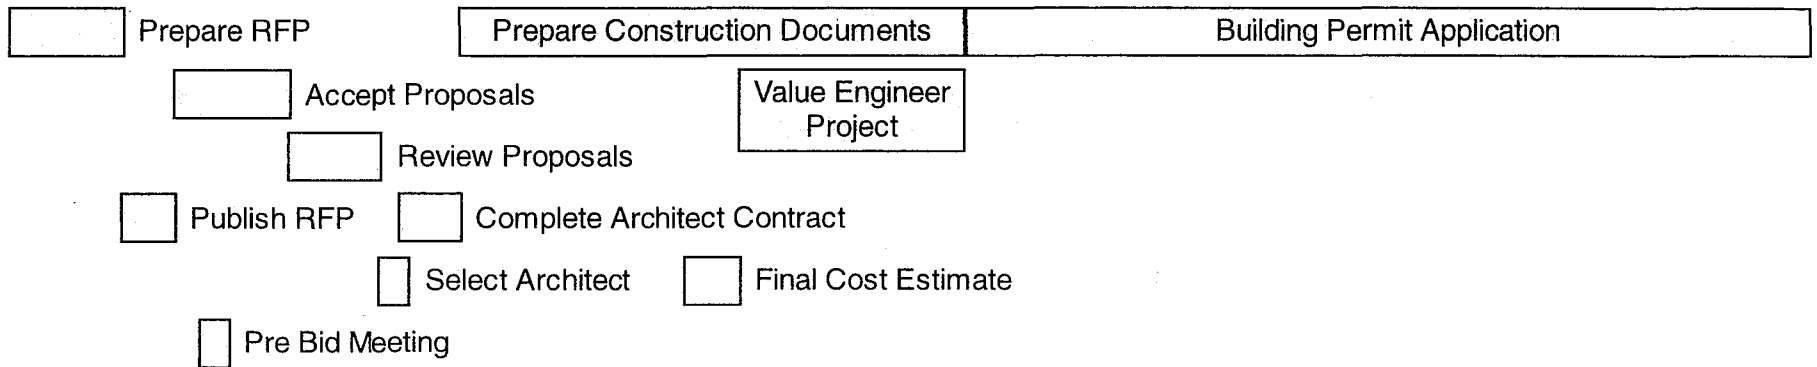 Prepare RFP
Prepare Construction Documents
Building Permit Application
Accept Proposals
Value Engineer
Project
Review Proposals
Publish RFP
Complete Architect Contract
Select Architect
Final Cost Estimate
Pre Bid Meeting